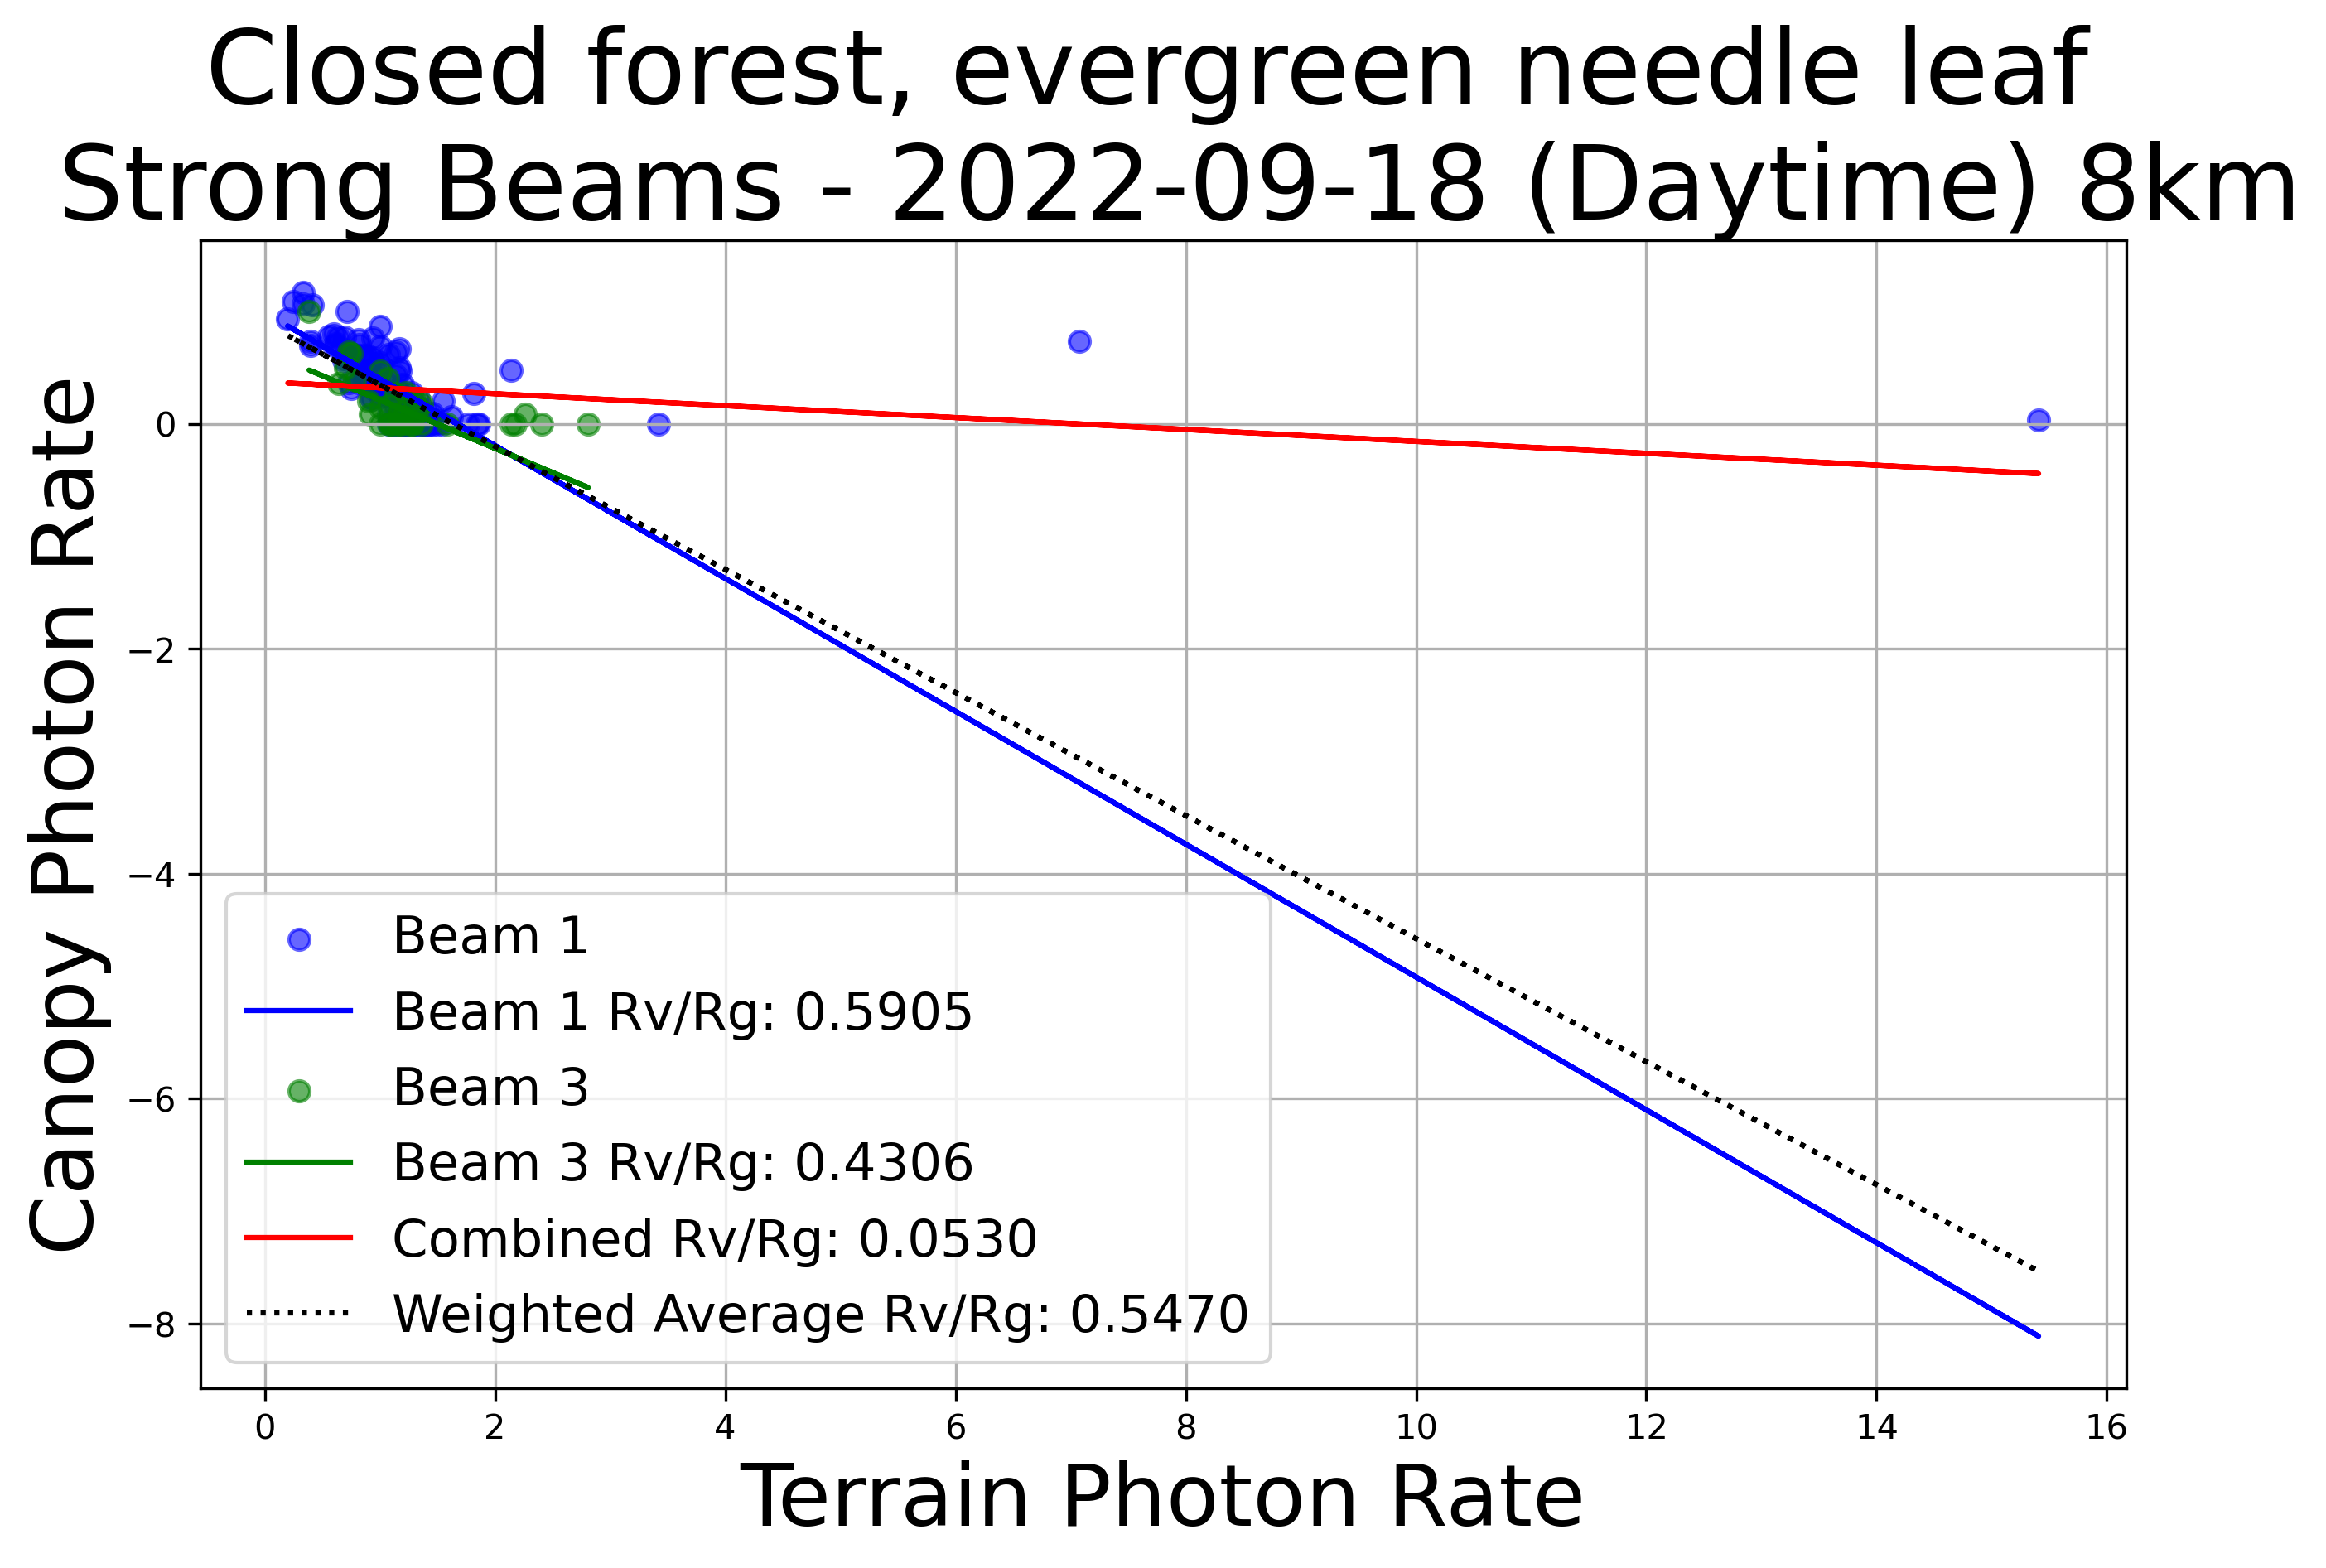 Closed forest, evergreen needle leaf
Strong Beams - 2022-09-18 (Daytime) 8km
Canopy Photon Rate
0
−2
−4
−6
−8
Beam 1
Beam 1 Rv/Rg: 0.5905
Beam 3
Beam 3 Rv/Rg: 0.4306
Combined Rv/Rg: 0.0530
Weighted Average Rv/Rg: 0.5470
0 2 4 6 8 10 12 14 16
Terrain Photon Rate